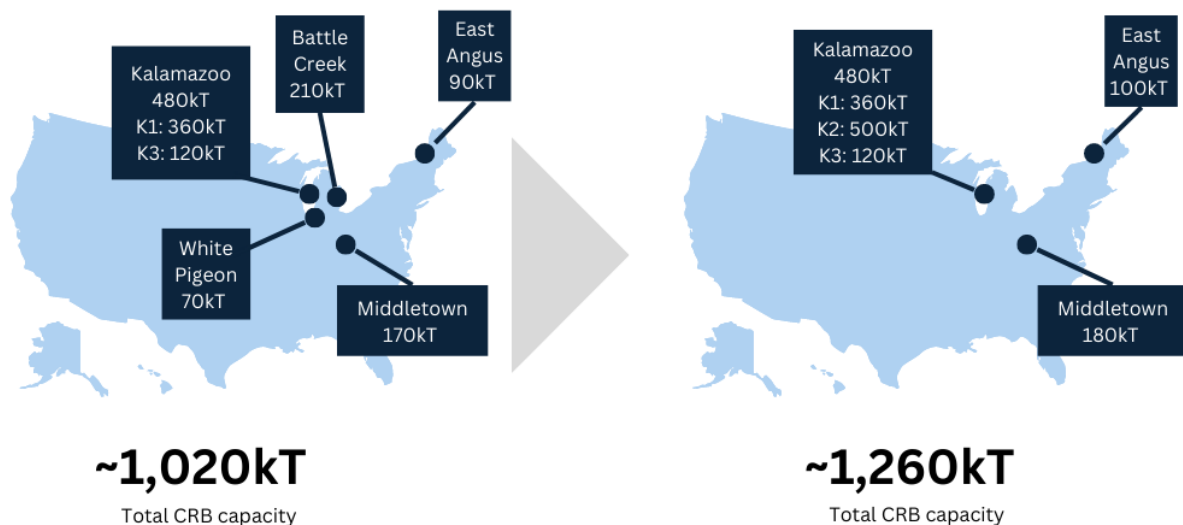 Kalamazoo
480kT
K1: 360kT
K3: 120kT
Battle
Creek
210kT
East
Angus
90kT
White
Pigeon
70kT
Middletown
170kT
~1,020kT
Total CRB capacity
Kalamazoo
480kT
K1: 360kT
K2: 500kT
K3: 120kT
East
Angus
100kT
Middletown
180kT
~1,260kT
Total CRB capacity